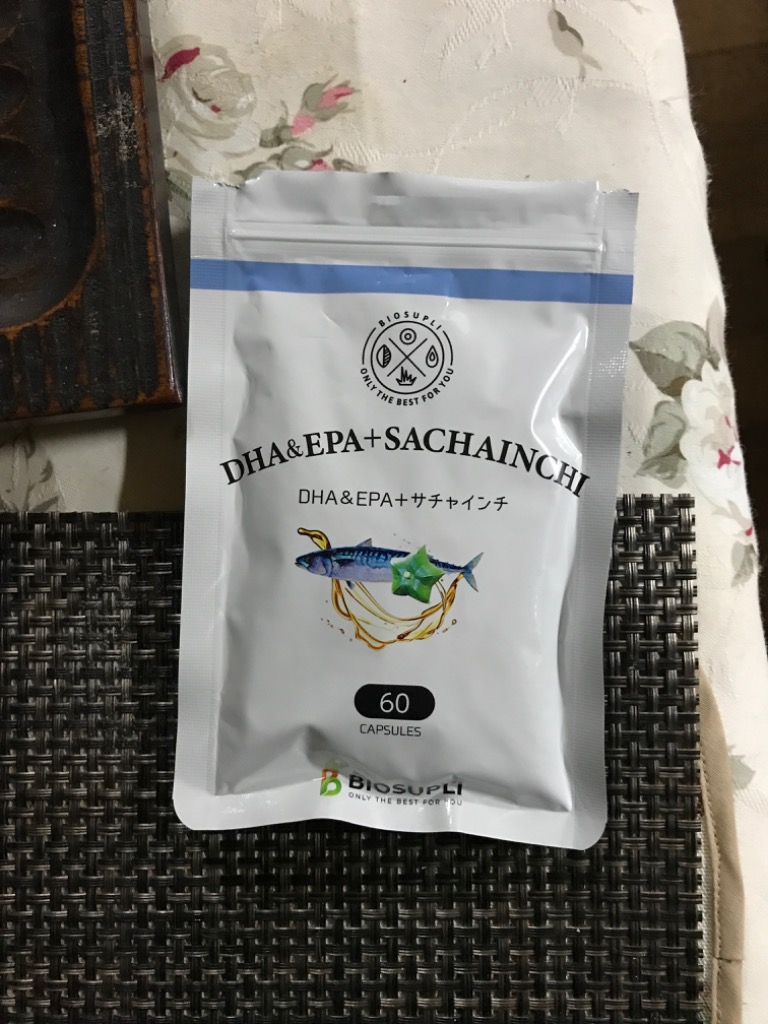 BIOSUPLI
ONLY THE BEST FOR YOU
DHA&EPA+SACHAINCHI
DHA&EPA+サチャインチ
60
CAPSULES
BIOSUPLI
ONLY THE BEST FOR YOU